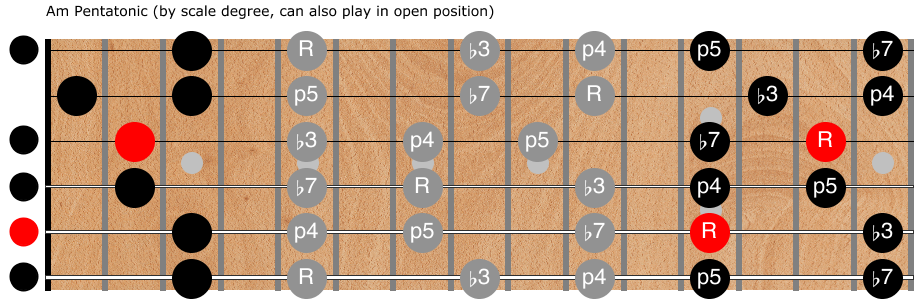 Am Pentatonic (by scale degree, can also play in open position)
R ♭3 p4 p5 ♭7
p5 ♭7 R ♭3 p4
♭3 p4 p5 ♭7 R
♭7 R ♭3 p4 p5
p4 p5 ♭7 R ♭3
R ♭3 p4 p5 ♭7